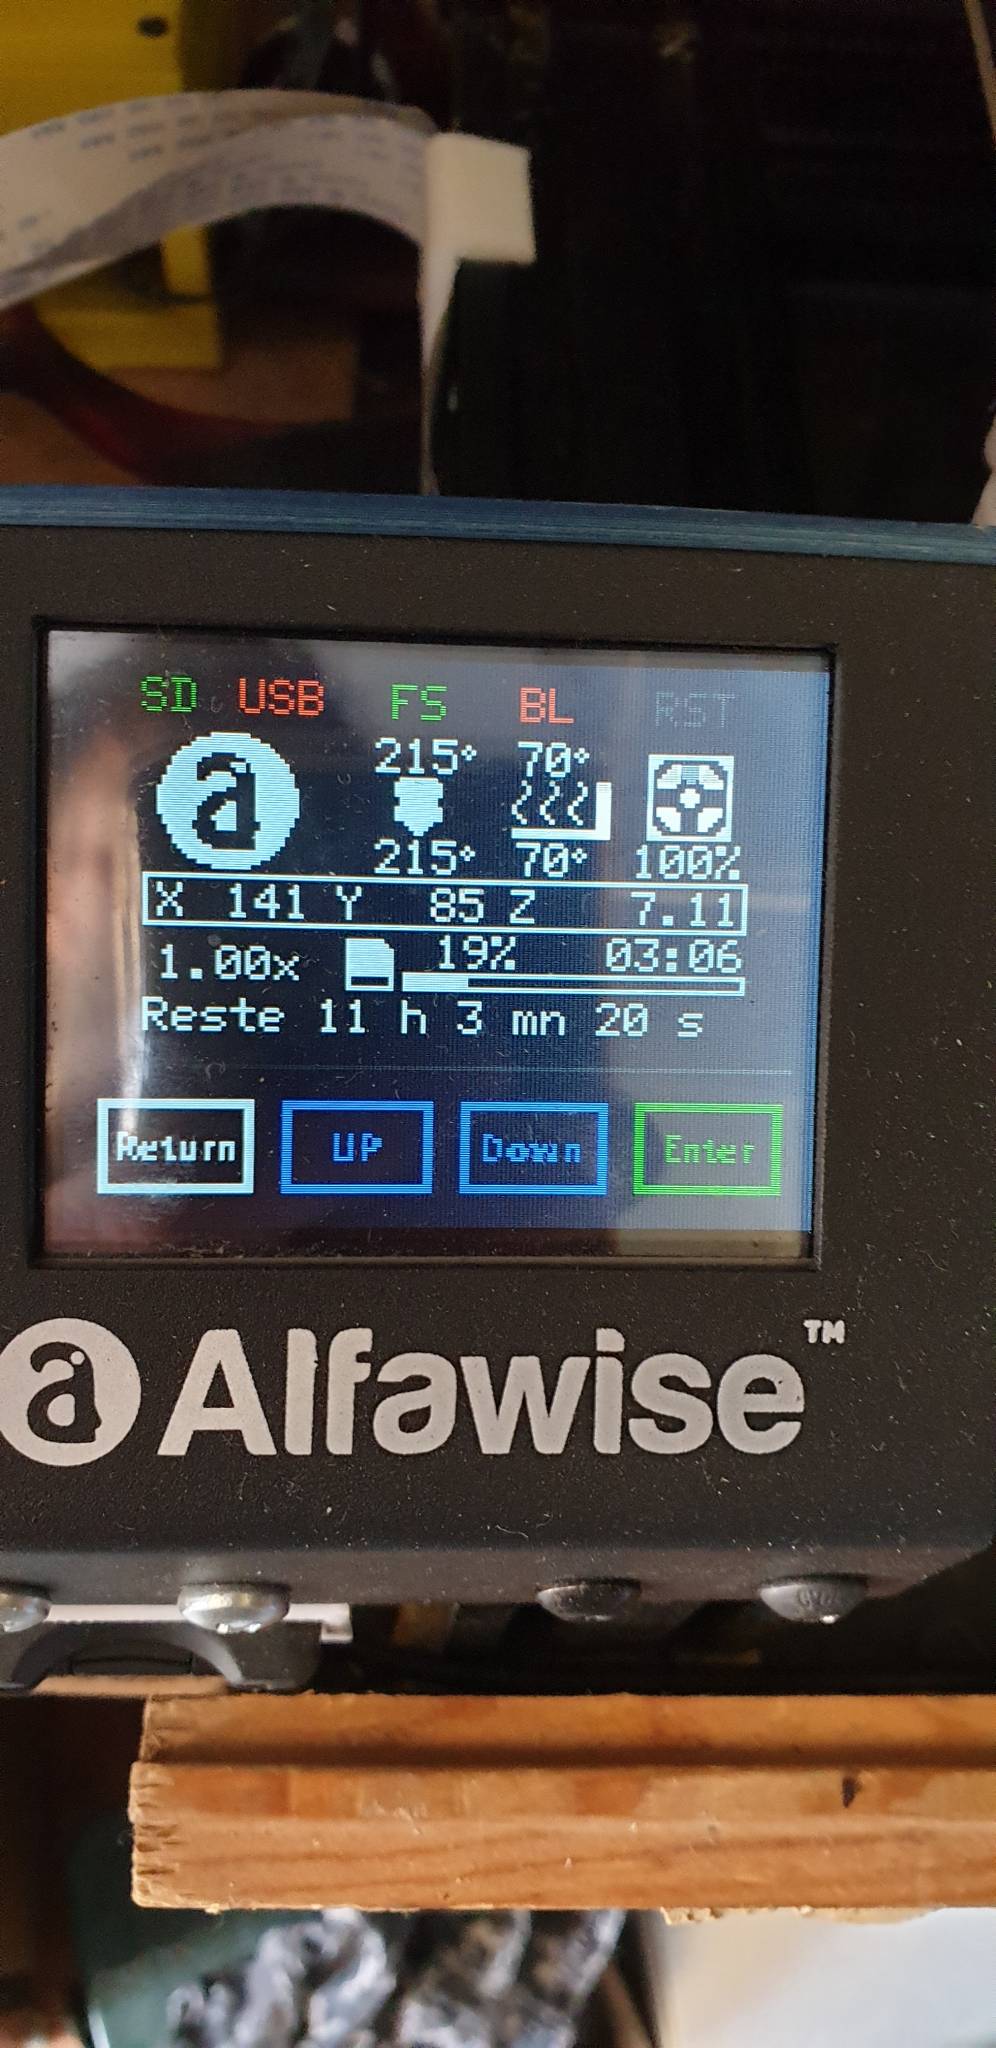 SD USB FS BL RST
215° 70°
215° 70° 100%
X 141 Y 85 Z 7.11
1.00x 19% 03:06
Reste 11 h 3 mn 20 s
Return UP Down Enter
a Alfawise™